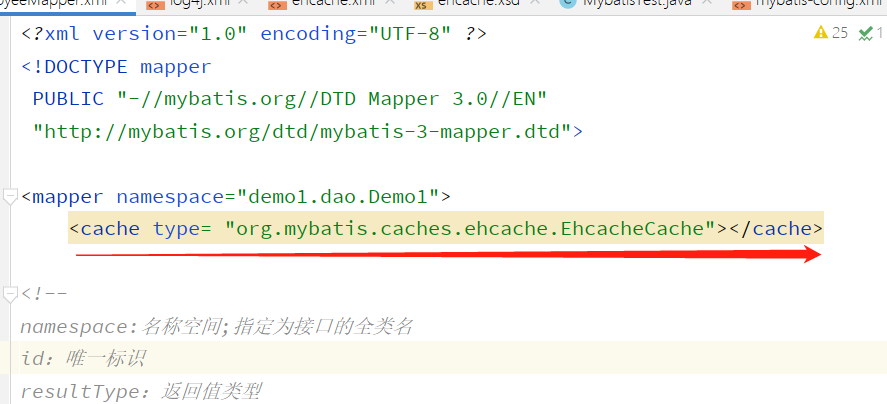 yeeMapper.xml log4j.xml encache.xml encache.xsd MybatisTest.java mybatis-config.xml
<?xml version="1.0" encoding="UTF-8" ?>
25 1
<!DOCTYPE mapper
PUBLIC "-//mybatis.org//DTD Mapper 3.0//EN"
"http://mybatis.org/dtd/mybatis-3-mapper.dtd">
<mapper namespace="demo1.dao.Demo1">
<cache type= "org.mybatis.caches.ehcache.EhcacheCache"></cache>
<!--
namespace:名称空间;指定为接口的全类名
id：唯一标识
resultType：返回值类型